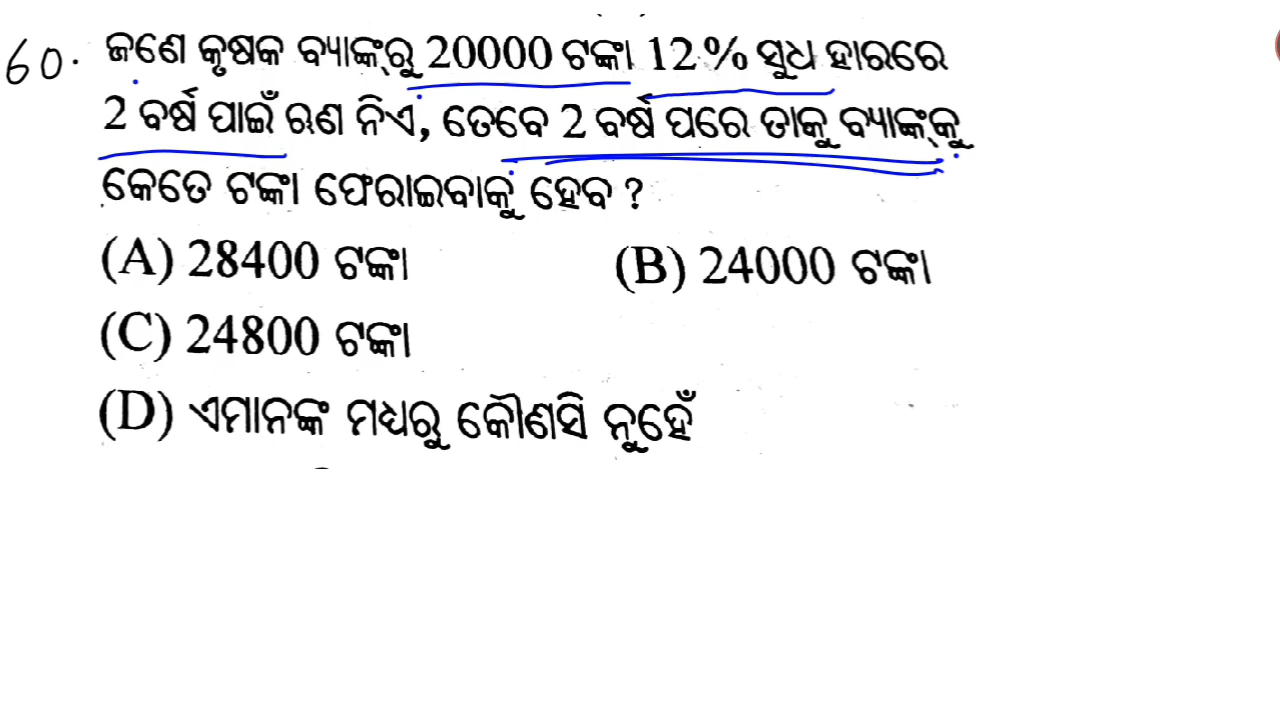 60. ଜଣେ କୃଷକ ବ୍ୟାଙ୍କ୍‌ରୁ 20000 ଟଙ୍କା 12% ସୁଧ ହାରରେ
2 ବର୍ଷ ପାଇଁ ଋଣ ନିଏ, ତେବେ 2 ବର୍ଷ ପରେ ତାକୁ ବ୍ୟାଙ୍କ୍‌କୁ
କେତେ ଟଙ୍କା ଫେରାଇବାକୁ ହେବ ?
(A) 28400 ଟଙ୍କା (B) 24000 ଟଙ୍କା
(C) 24800 ଟଙ୍କା
(D) ଏମାନଙ୍କ ମଧ୍ୟରୁ କୌଣସି ନୁହେଁ